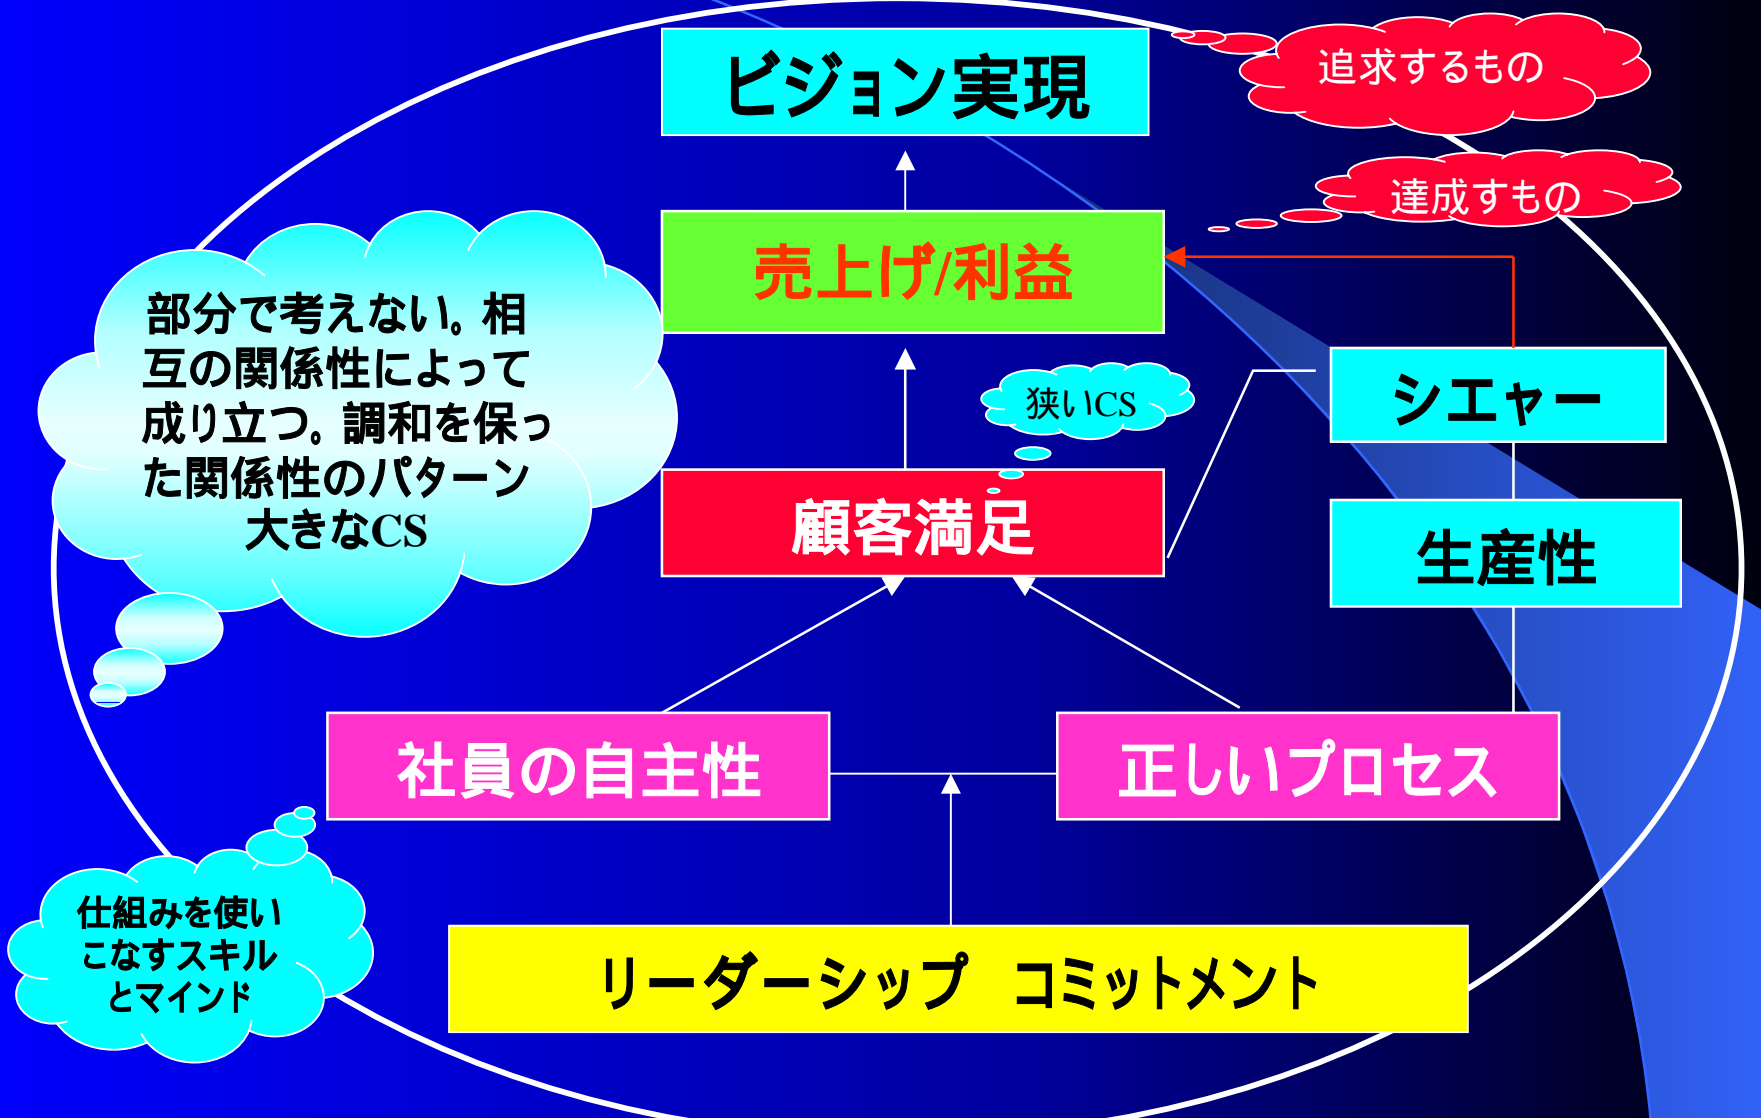 ビジョン実現
追求するもの
達成すもの
売上げ/利益
部分で考えない。相
互の関係性によって
成り立つ。調和を保っ
た関係性のパターン
大きなCS
狭いCS
シエャー
顧客満足
生産性
社員の自主性
正しいプロセス
仕組みを使い
こなすスキル
とマインド
リーダーシップ　コミットメント